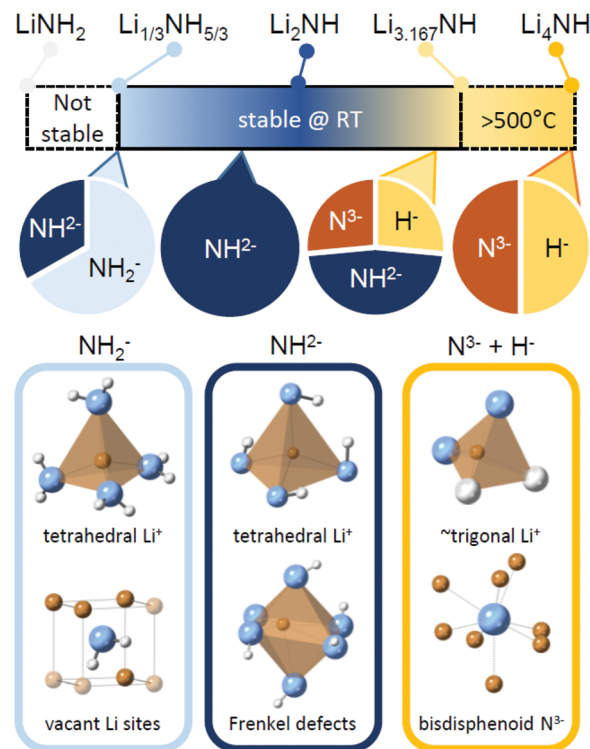 LiNH₂ Li₁/₃NH₅/₃ Li₂NH Li₃.₁₆₇NH Li₄NH
Not stable stable @ RT >500°C
NH²⁻ NH₂⁻ NH²⁻ N³⁻ H⁻ NH²⁻ N³⁻ H⁻
NH₂⁻ NH²⁻ N³⁻ + H⁻
tetrahedral Li⁺ tetrahedral Li⁺ ~trigonal Li⁺
vacant Li sites Frenkel defects bisdisphenoid N³⁻